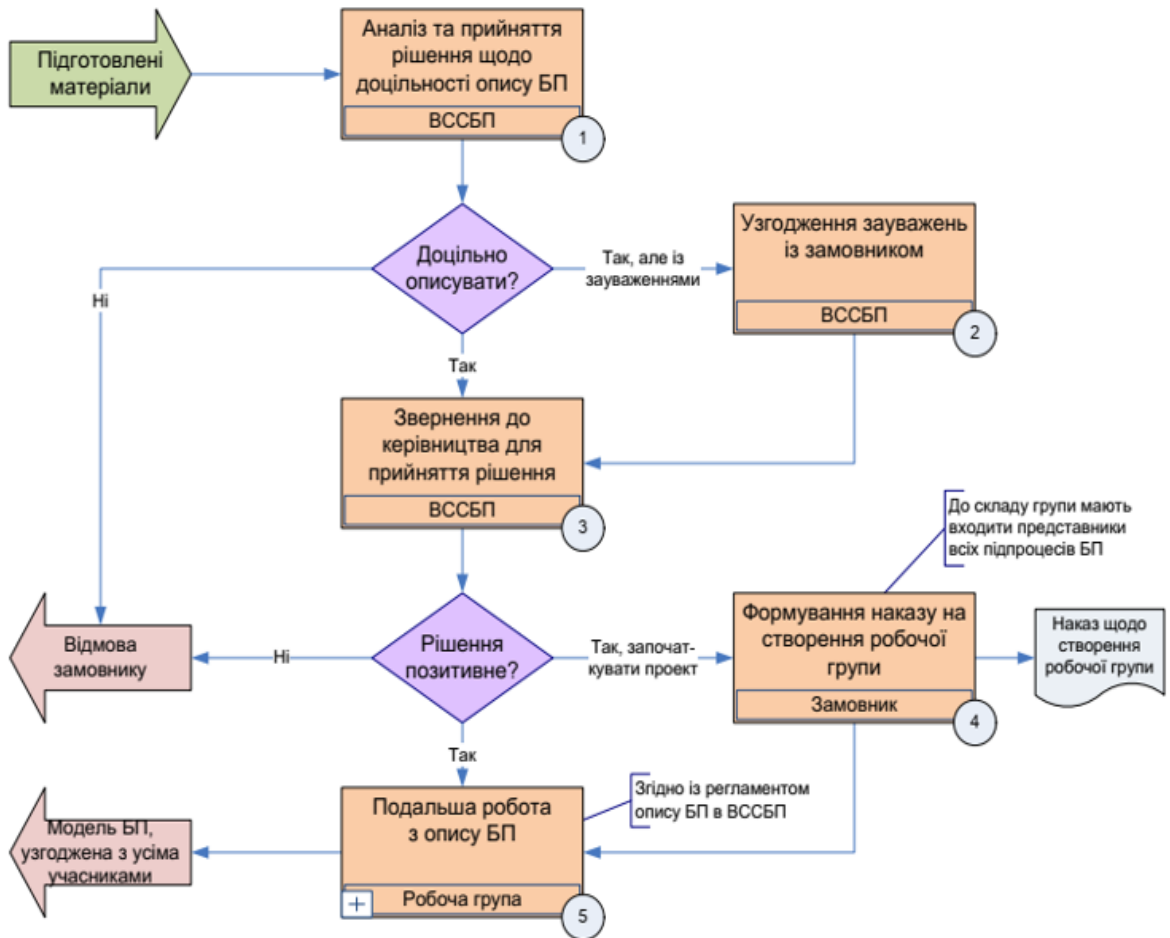 Підготовлені
матеріали
Аналіз та прийняття
рішення щодо
доцільності опису БП
ВССБП
1
Доцільно
описувати?
Так, але із
зауваженнями
Узгодження зауважень
із замовником
ВССБП
2
Ні
Так
Звернення до
керівництва для
прийняття рішення
ВССБП
3
До складу групи мають
входити представники
всіх підпроцесів БП
Відмова
замовнику
Ні
Рішення
позитивне?
Так, започат-
кувати проект
Формування наказу на
створення робочої
групи
Замовник
4
Наказ щодо
створення
робочої групи
Так
Згідно із регламентом
опису БП в ВССБП
Модель БП,
узгоджена з усіма
учасниками
Подальша робота
з опису БП
Робоча група
5